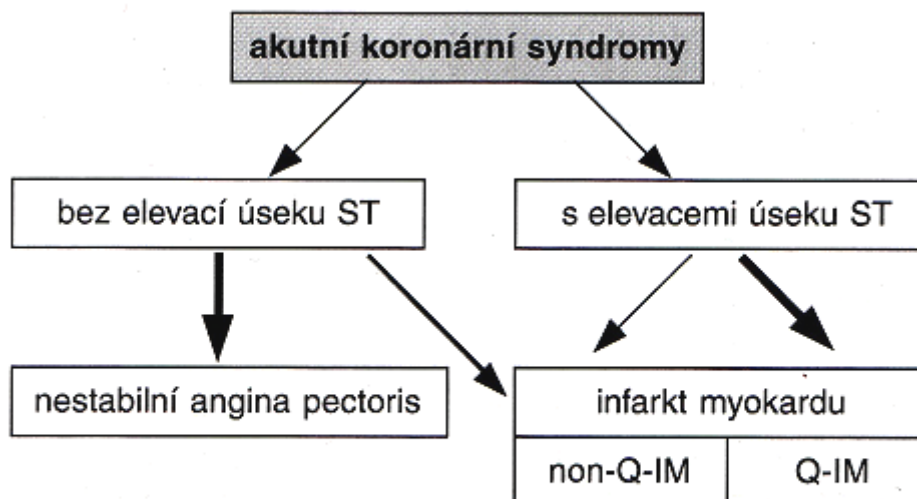 akutní koronární syndromy
bez elevací úseku ST
s elevacemi úseku ST
nestabilní angina pectoris
infarkt myokardu
non-Q-IM
Q-IM